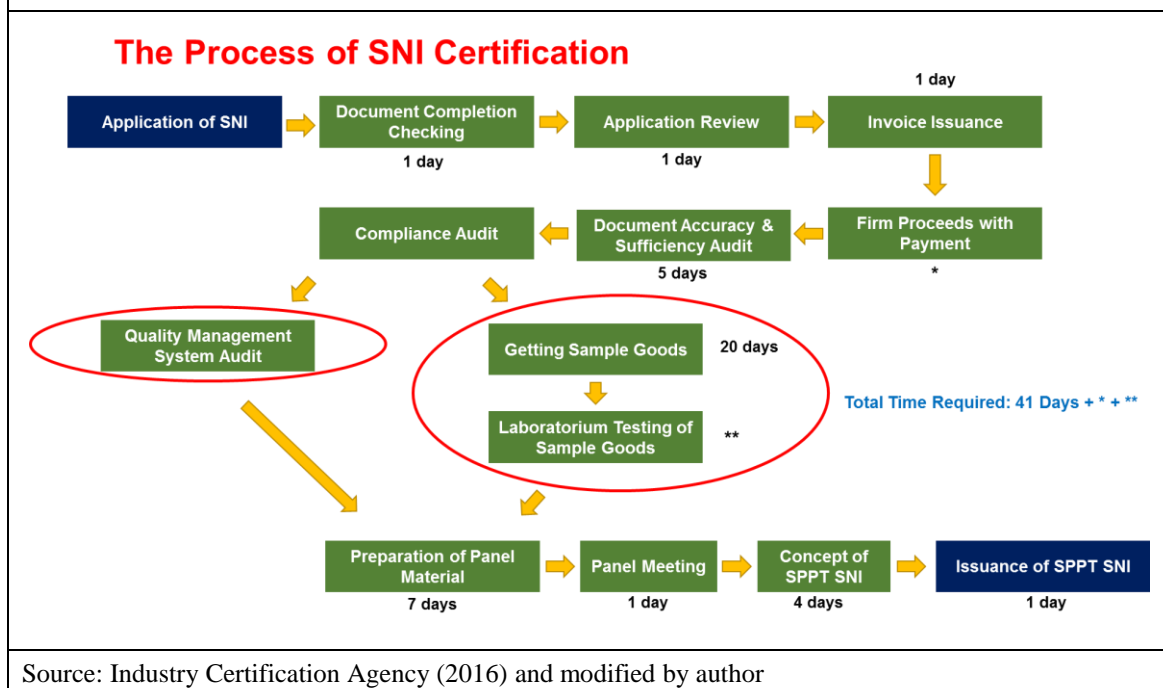 The Process of SNI Certification
1 day
Application of SNI
Document Completion
Checking
Application Review
Invoice Issuance
1 day
1 day
Compliance Audit
Document Accuracy &
Sufficiency Audit
Firm Proceeds with
Payment
5 days
*
Quality Management
System Audit
Getting Sample Goods
20 days
Total Time Required: 41 Days + * + **
Laboratorium Testing of
Sample Goods
**
Preparation of Panel
Material
Panel Meeting
Concept of
SPPT SNI
Issuance of SPPT SNI
7 days
1 day
4 days
1 day
Source: Industry Certification Agency (2016) and modified by author